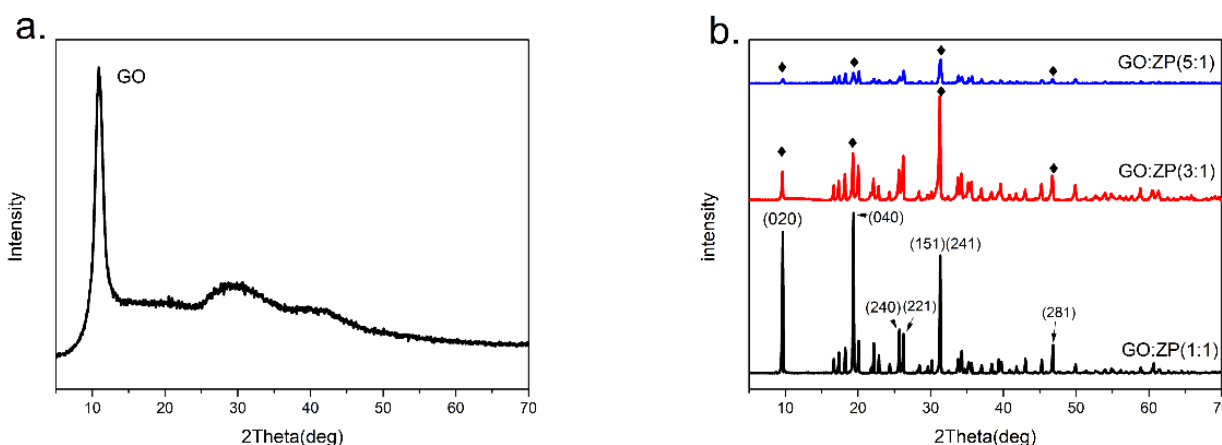 a.
GO
Intensity
10 20 30 40 50 60 70
2Theta(deg)
b.
GO:ZP(5:1)
GO:ZP(3:1)
(020)
(040)
(151)(241)
(240)
(221)
(281)
GO:ZP(1:1)
intensity
10 20 30 40 50 60 70
2Theta(deg)